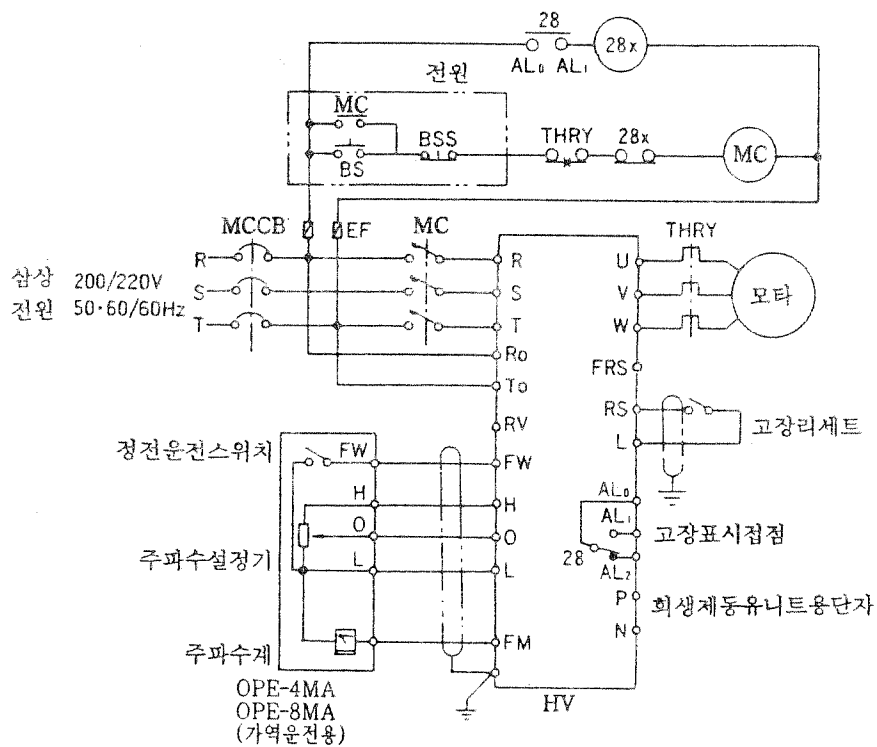 28
28x
AL₀ AL₁
전원
MC
BSS
THRY
28x
MC
BS
MCCB
EF
MC
THRY
R
R
U
삼상 200/220V
S
S
V
모타
전원 50·60/60Hz
T
T
W
Ro
FRS
To
RS
고장리세트
RV
L
정전운전스위치
FW
FW
H
H
AL₀
O
O
AL₁
고장표시접점
주파수설정기
L
L
28
AL₂
P
회생제동유니트용단자
N
주파수계
FM
OPE-4MA
HV
OPE-8MA
(가역운전용)